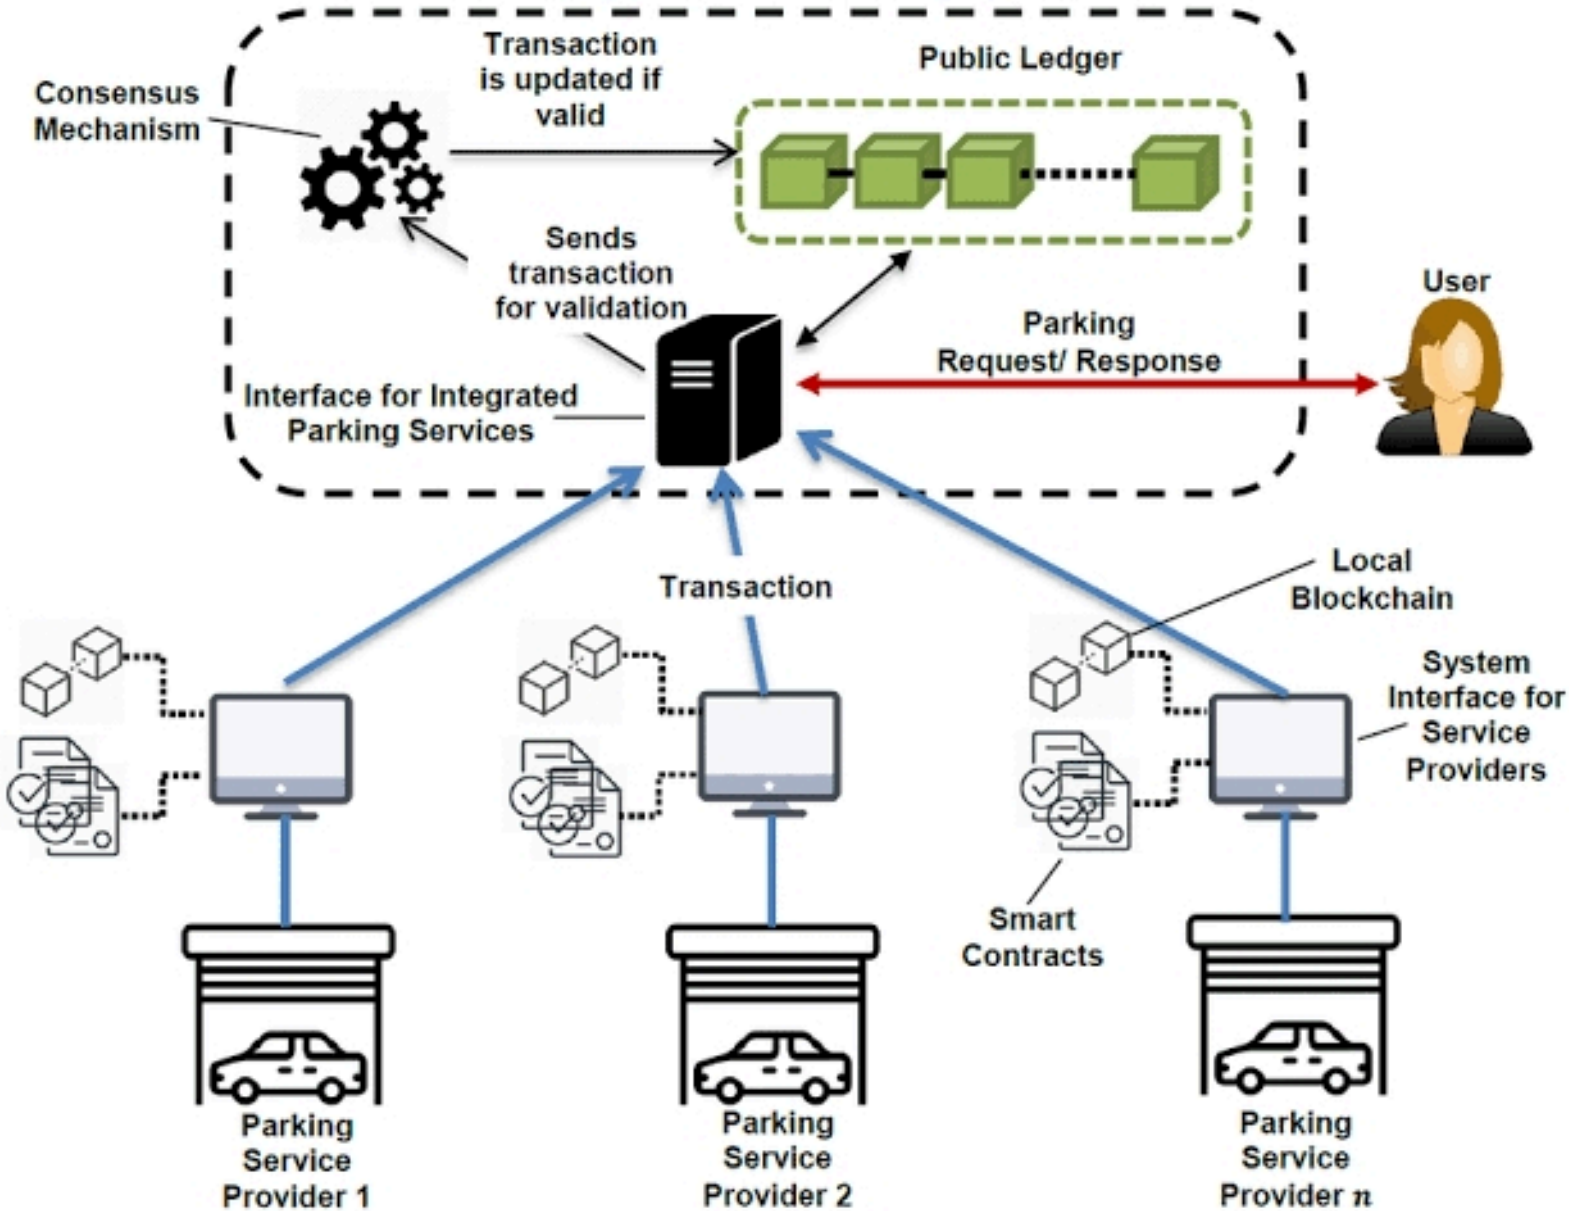 Transaction
is updated if
valid
Public Ledger
Consensus
Mechanism
Sends
transaction
for validation
User
Parking
Request/ Response
Interface for Integrated
Parking Services
Transaction
Local
Blockchain
System
Interface for
Service
Providers
Smart
Contracts
Parking
Service
Provider 1
Parking
Service
Provider 2
Parking
Service
Provider n